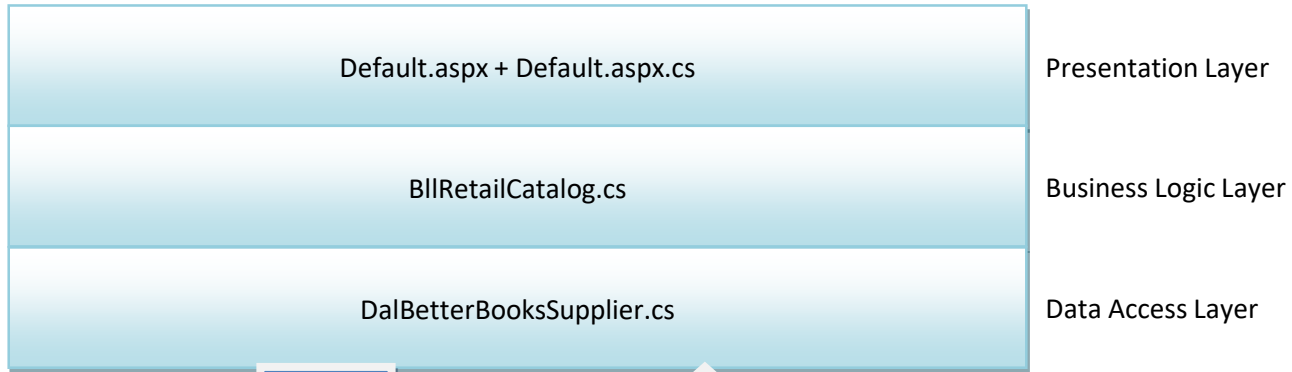 Default.aspx + Default.aspx.cs
Presentation Layer
BllRetailCatalog.cs
Business Logic Layer
DalBetterBooksSupplier.cs
Data Access Layer